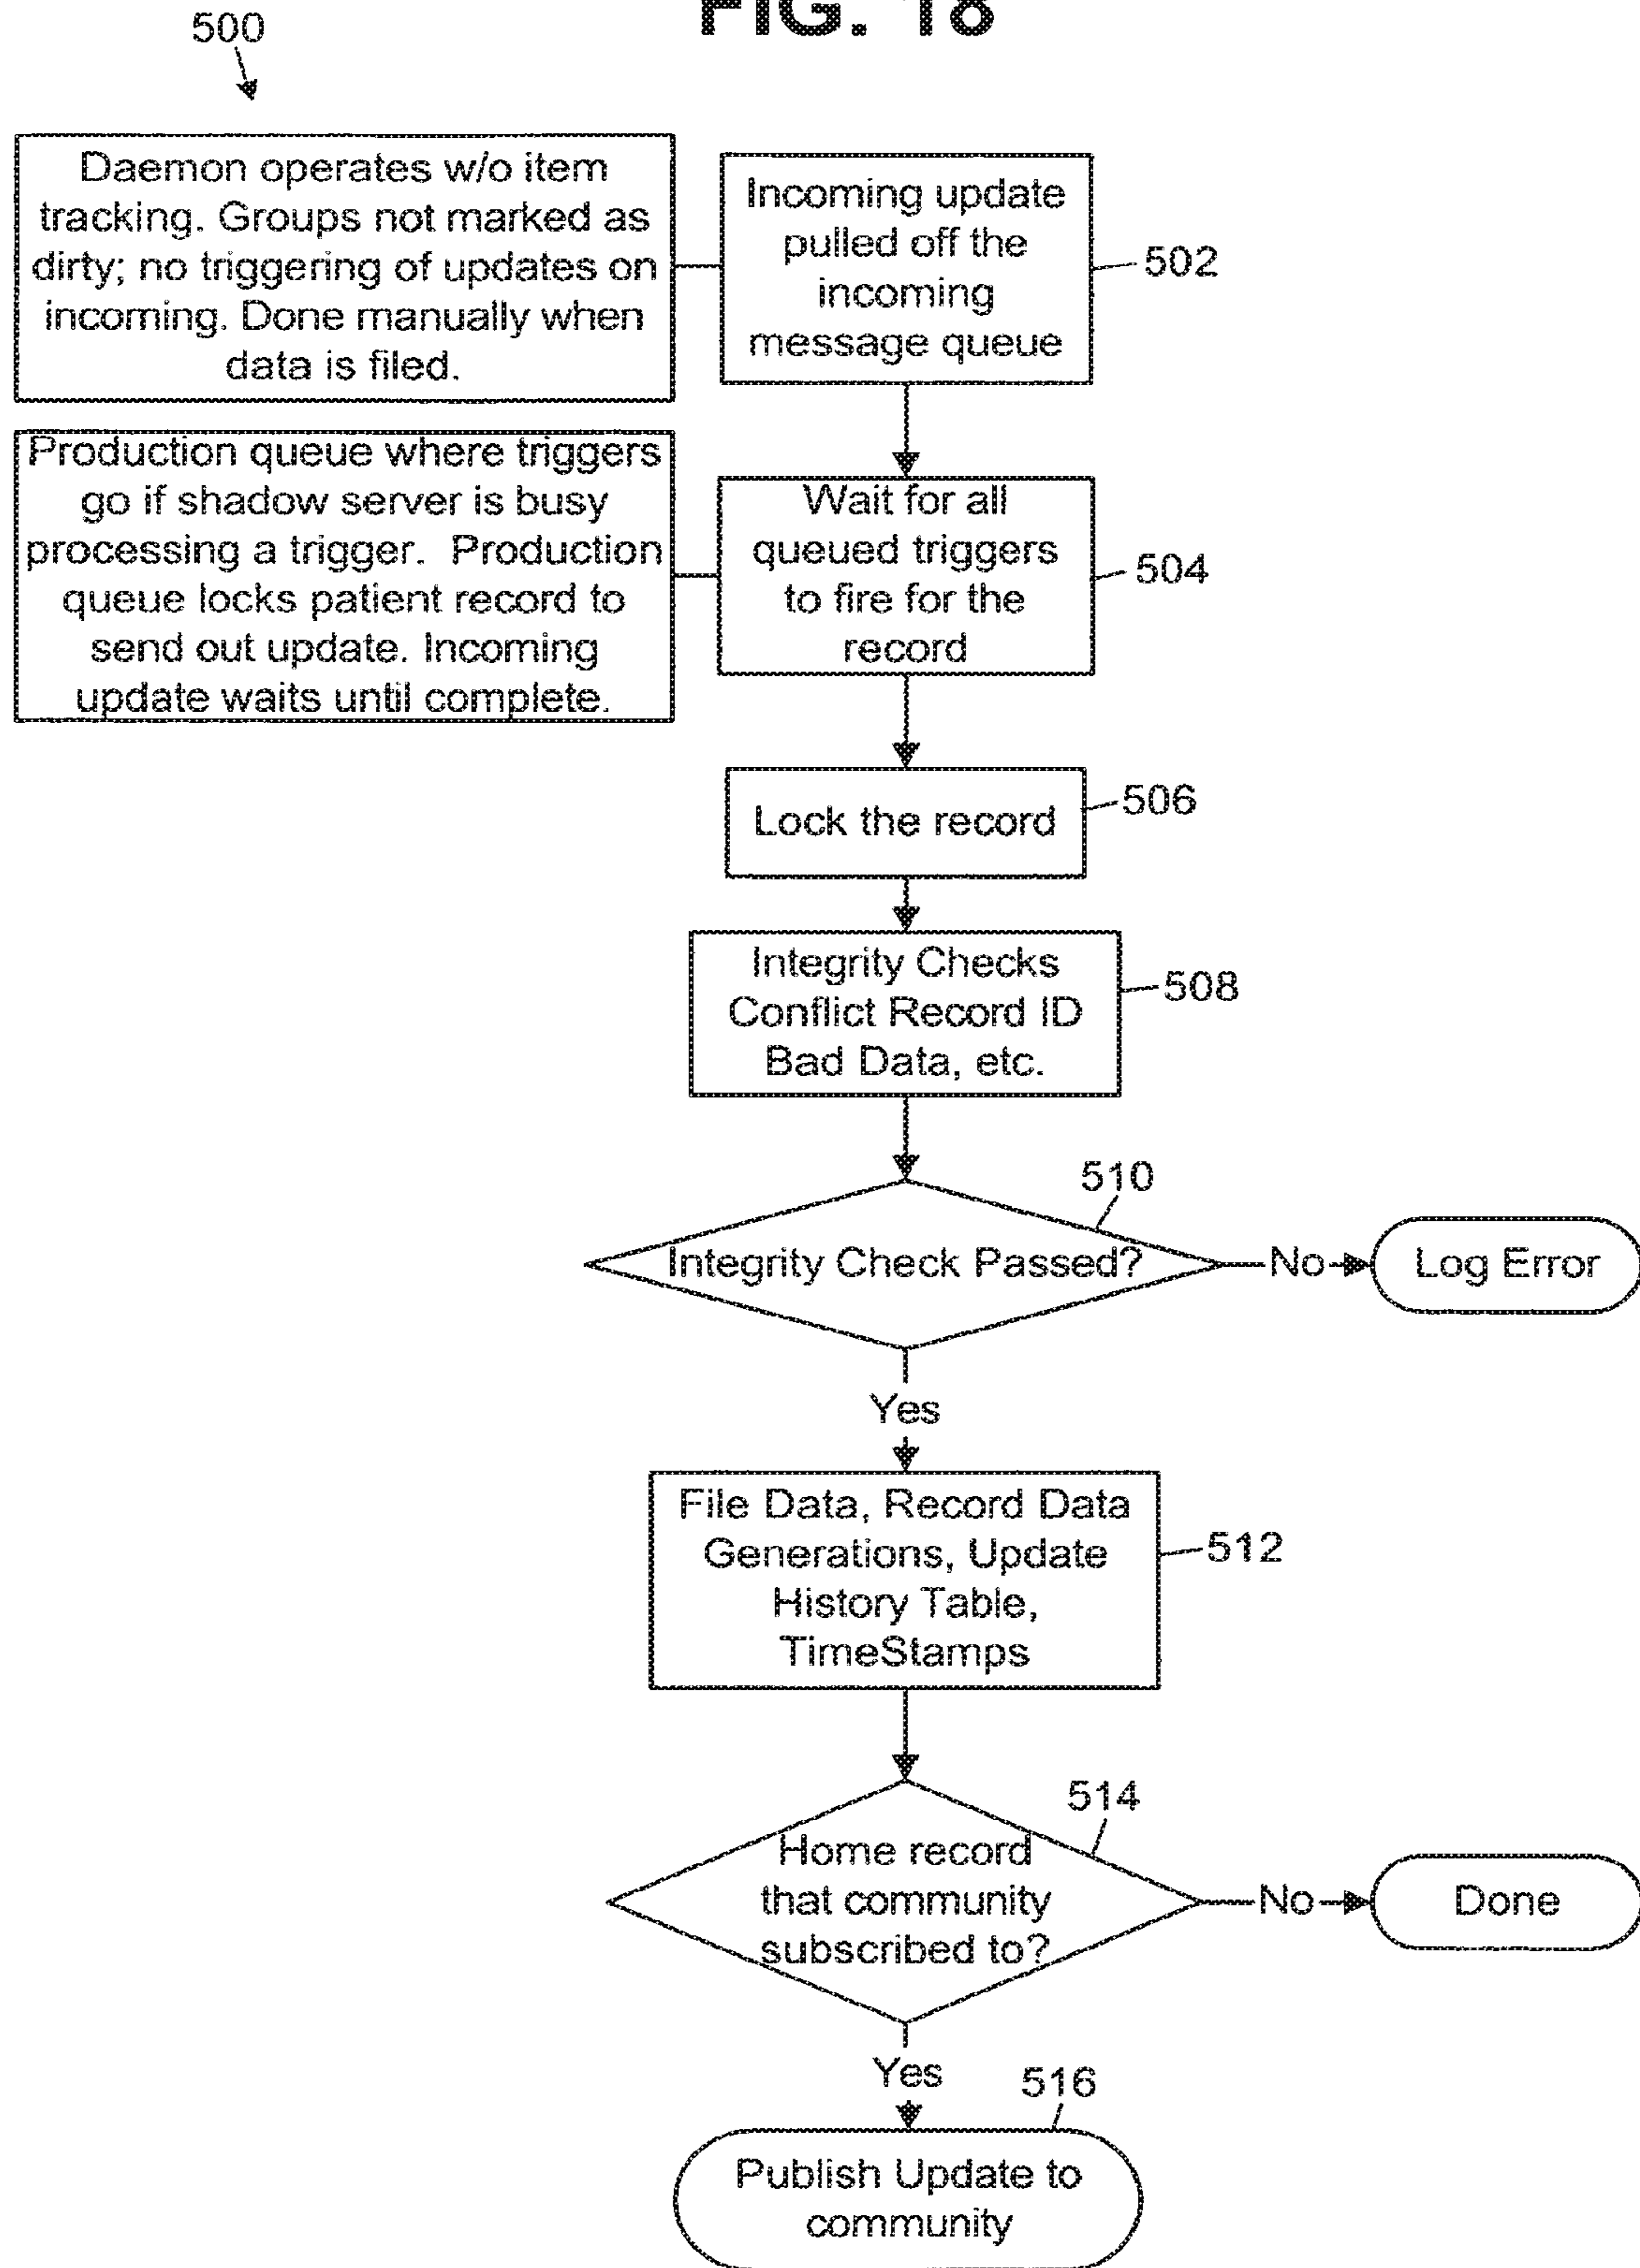 FIG. 18
500
Daemon operates w/o item
tracking. Groups not marked as
dirty; no triggering of updates on
incoming. Done manually when
data is filed.
Incoming update
pulled off the
incoming
message queue
502
Production queue where triggers
go if shadow server is busy
processing a trigger. Production
queue locks patient record to
send out update. Incoming
update waits until complete.
Wait for all
queued triggers
to fire for the
record
504
Lock the record
506
Integrity Checks
Conflict Record ID
Bad Data, etc.
508
510
Integrity Check Passed?
No
Log Error
Yes
File Data, Record Data
Generations, Update
History Table,
TimeStamps
512
514
Home record
that community
subscribed to?
No
Done
Yes
516
Publish Update to
community